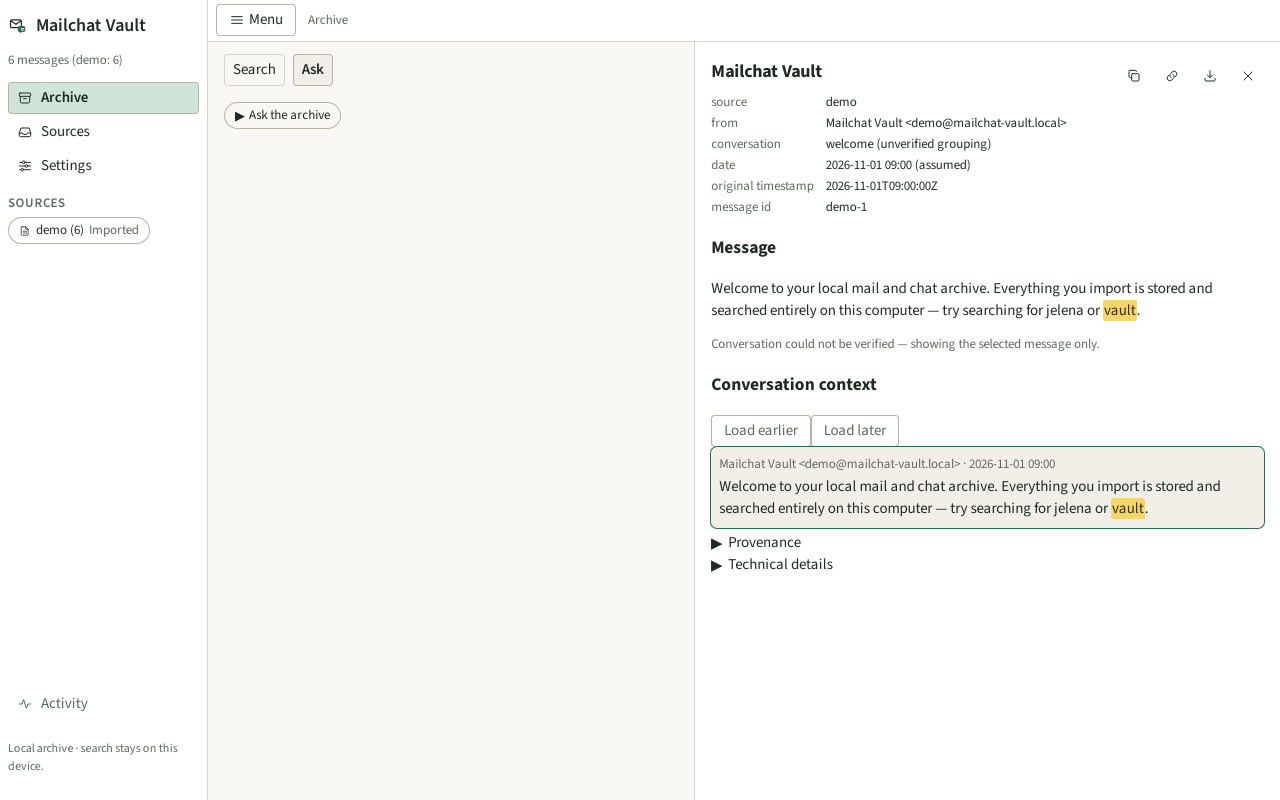 Mailchat Vault
6 messages (demo: 6)
Archive
Sources
Settings
SOURCES
demo (6) Imported
Activity
Local archive · search stays on this
device.
Menu
Archive
Search
Ask
▶ Ask the archive
Mailchat Vault
source demo
from Mailchat Vault <demo@mailchat-vault.local>
conversation welcome (unverified grouping)
date 2026-11-01 09:00 (assumed)
original timestamp 2026-11-01T09:00:00Z
message id demo-1
Message
Welcome to your local mail and chat archive. Everything you import is stored and
searched entirely on this computer — try searching for jelena or vault.
Conversation could not be verified — showing the selected message only.
Conversation context
Load earlier
Load later
Mailchat Vault <demo@mailchat-vault.local> · 2026-11-01 09:00
Welcome to your local mail and chat archive. Everything you import is stored and
searched entirely on this computer — try searching for jelena or vault.
▶ Provenance
▶ Technical details